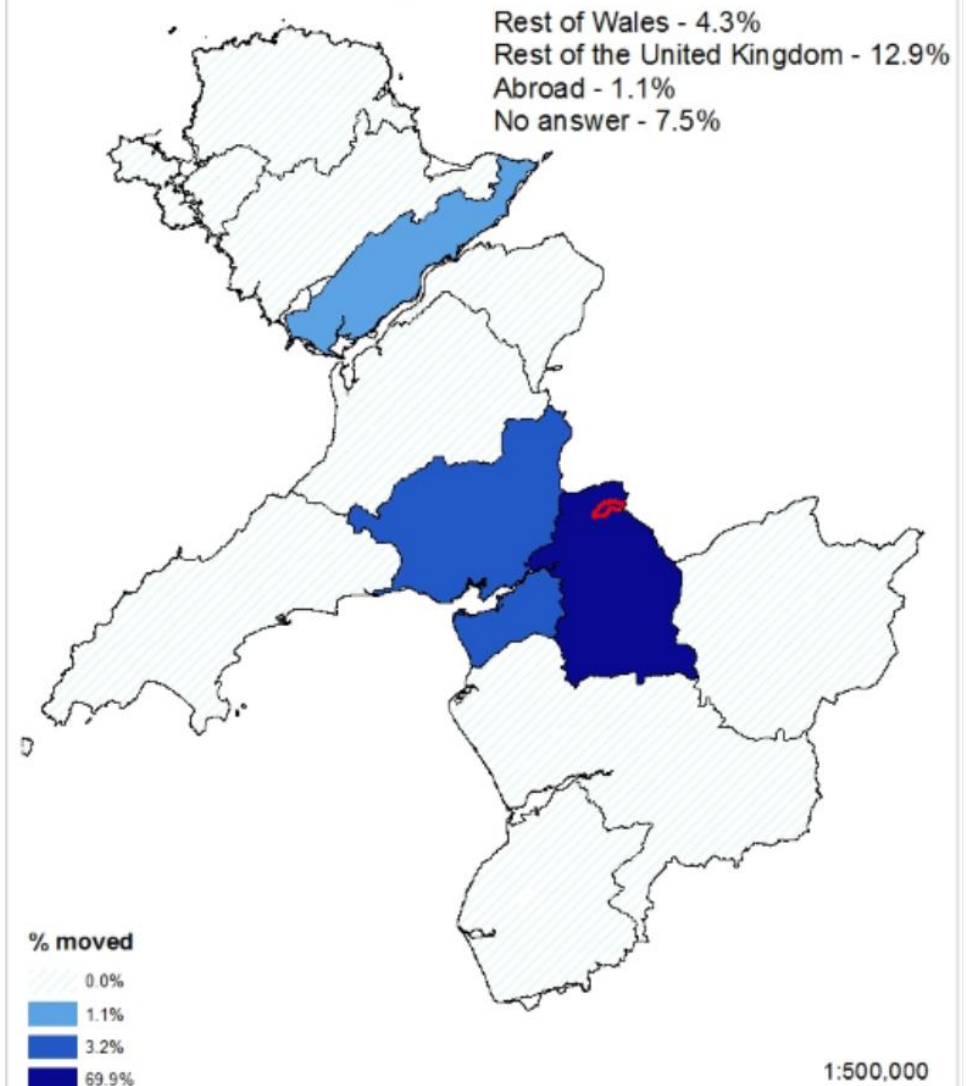 Rest of Wales - 4.3%
Rest of the United Kingdom - 12.9%
Abroad - 1.1%
No answer - 7.5%
% moved
0.0%
1.1%
3.2%
69.9%
1:500,000